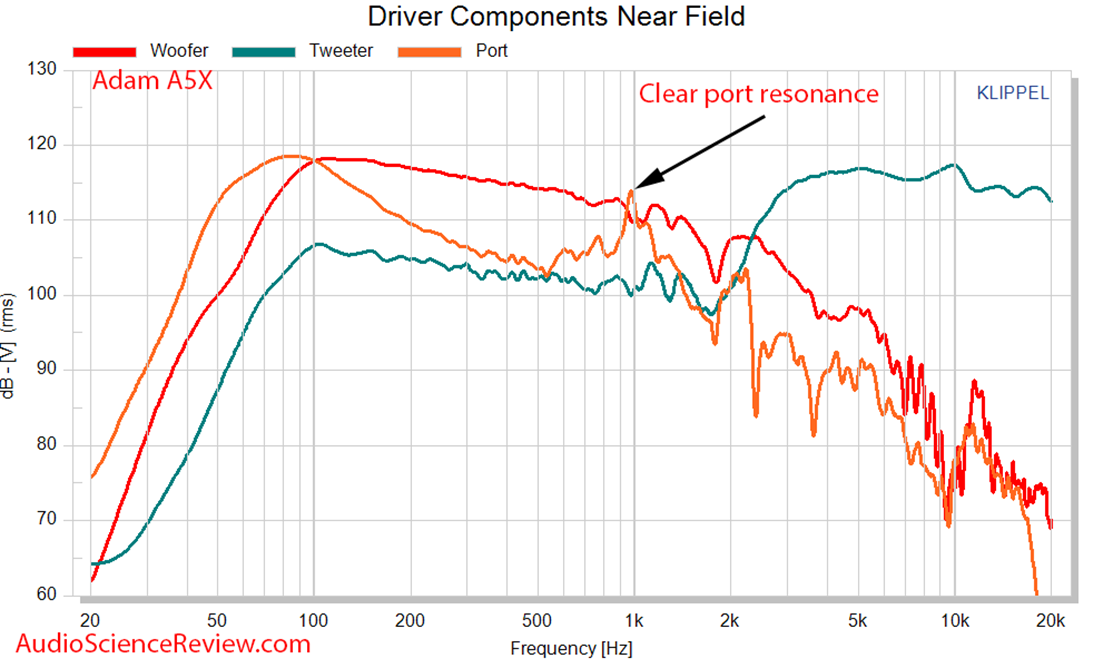 Driver Components Near Field
Woofer Tweeter Port
Adam A5X
Clear port resonance
KLIPPEL
130
120
110
100
90
80
70
60
dB - [V] (rms)
20 50 100 200 500 1k 2k 5k 10k 20k
Frequency [Hz]
AudioScienceReview.com